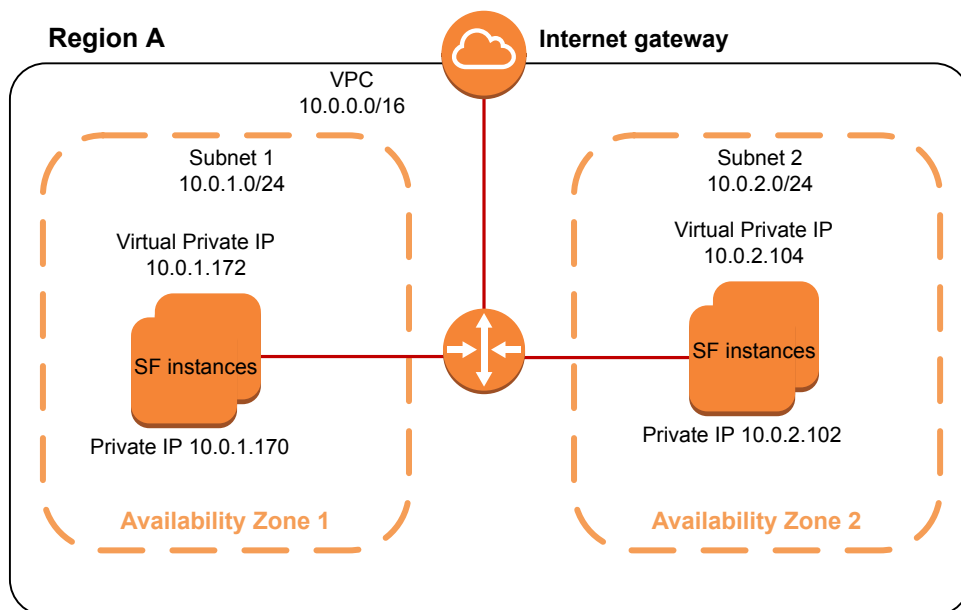 Region A
Internet gateway
VPC
10.0.0.0/16
Subnet 1
10.0.1.0/24
Virtual Private IP
10.0.1.172
SF instances
Private IP 10.0.1.170
Availability Zone 1
Subnet 2
10.0.2.0/24
Virtual Private IP
10.0.2.104
SF instances
Private IP 10.0.2.102
Availability Zone 2